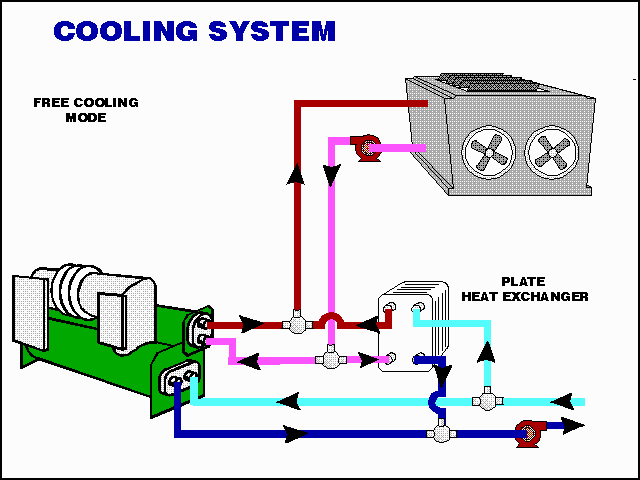 COOLING SYSTEM
FREE COOLING
MODE
PLATE
HEAT EXCHANGER